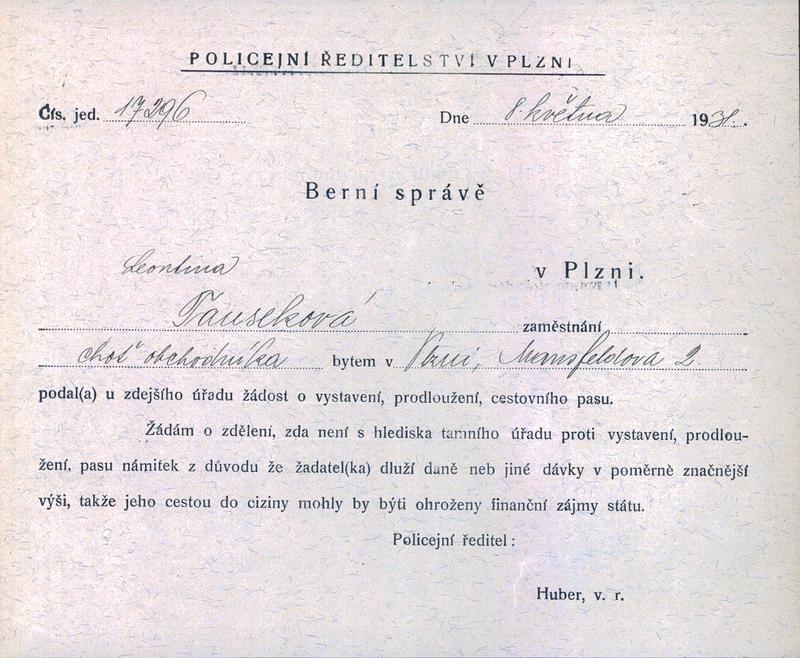 POLICEJNÍ ŘEDITELSTVÍ V PLZNI
Čís. jed. 17296 Dne 8. května 1931.
Berní správě
v Plzni.
Leontina
Tauseková zaměstnání
choť obchodníka bytem v Plzni, Mansfeldova 2
podal(a) u zdejšího úřadu žádost o vystavení, prodloužení, cestovního pasu.
Žádám o zdělení, zda není s hlediska tamního úřadu proti vystavení, prodlou-
žení, pasu námitek z důvodu že žadatel(ka) dluží daně neb jiné dávky v poměrně značnější
výši, takže jeho cestou do ciziny mohly by býti ohroženy finanční zájmy státu.
Policejní ředitel :
Huber, v. r.